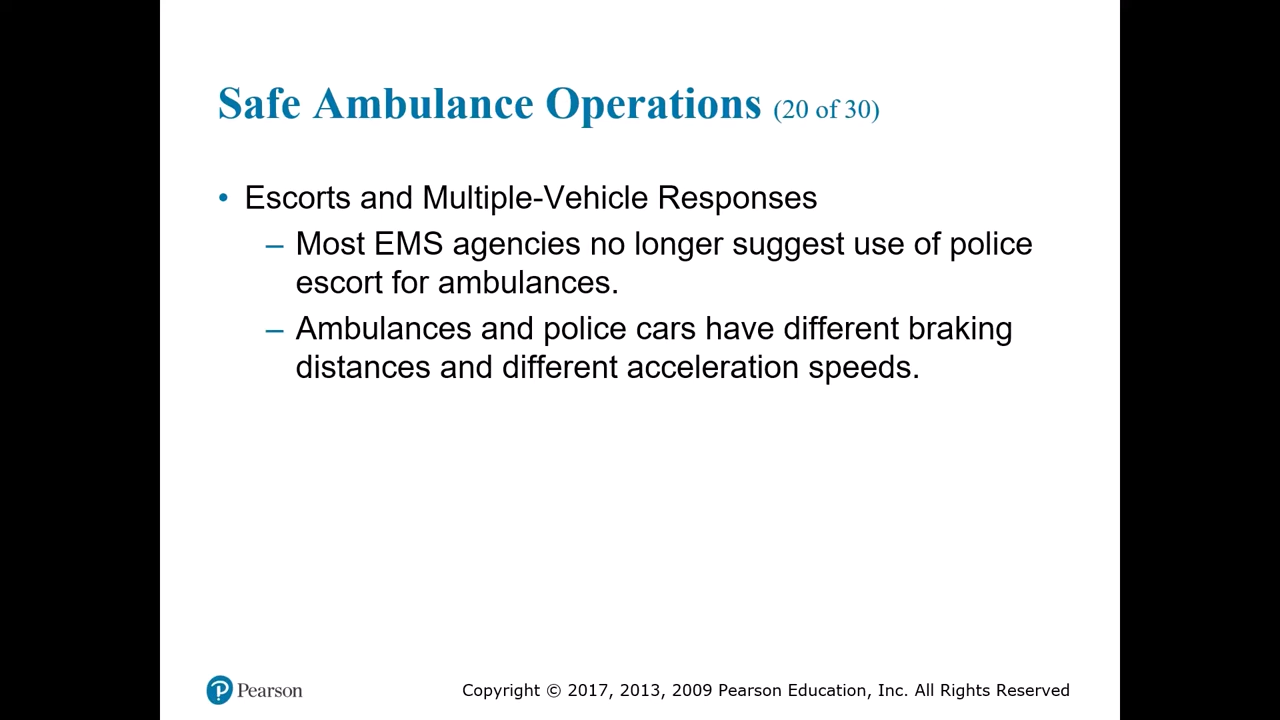 Safe Ambulance Operations (20 of 30)
• Escorts and Multiple-Vehicle Responses
– Most EMS agencies no longer suggest use of police
escort for ambulances.
– Ambulances and police cars have different braking
distances and different acceleration speeds.
Pearson
Copyright © 2017, 2013, 2009 Pearson Education, Inc. All Rights Reserved